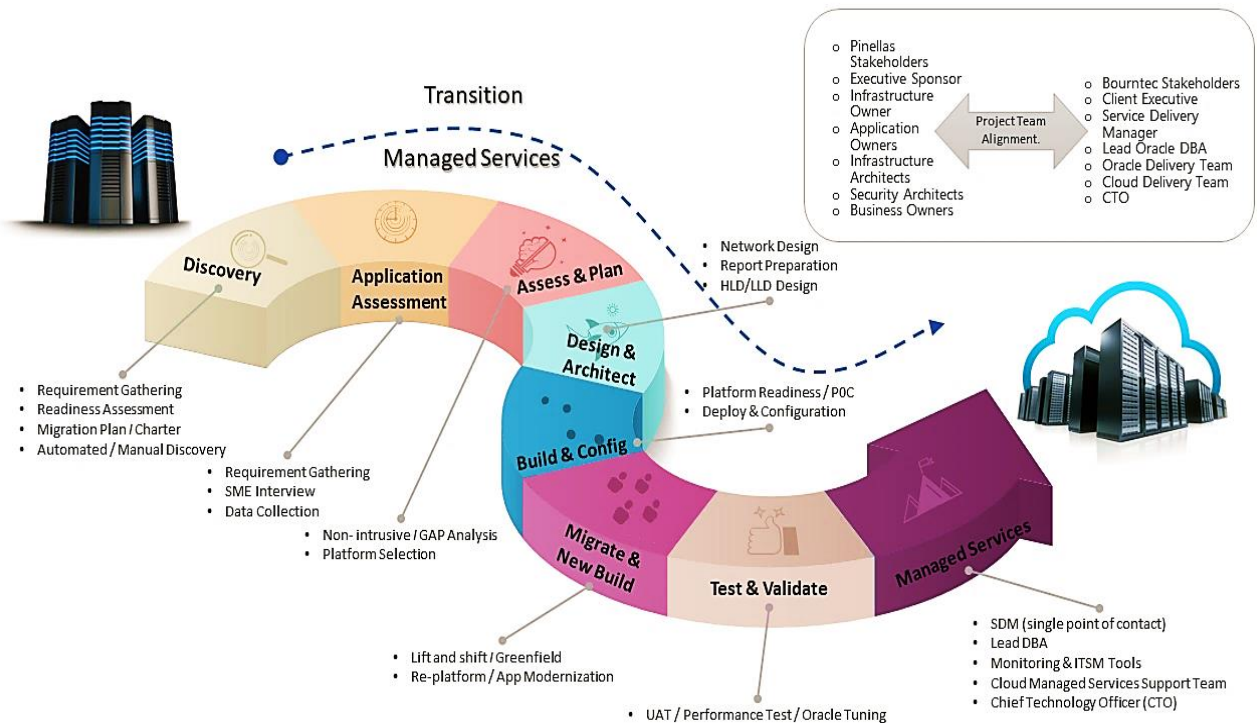 Transition
Managed Services
○ Pinellas
Stakeholders
○ Executive Sponsor
○ Infrastructure
Owner
○ Application
Owners
○ Infrastructure
Architects
○ Security Architects
○ Business Owners
Project Team
Alignment.
○ Bourntec Stakeholders
○ Client Executive
○ Service Delivery
Manager
○ Lead Oracle DBA
○ Oracle Delivery Team
○ Cloud Delivery Team
○ CTO
Discovery
• Requirement Gathering
• Readiness Assessment
• Migration Plan / Charter
• Automated / Manual Discovery
Application
Assessment
• Requirement Gathering
• SME Interview
• Data Collection
Assess & Plan
• Non- intrusive / GAP Analysis
• Platform Selection
Design &
Architect
• Network Design
• Report Preparation
• HLD/LLD Design
Build & Config
• Platform Readiness / POC
• Deploy & Configuration
Migrate &
New Build
• Lift and shift / Greenfield
• Re-platform / App Modernization
Test & Validate
• UAT / Performance Test / Oracle Tuning
Managed Services
• SDM (single point of contact)
• Lead DBA
• Monitoring & ITSM Tools
• Cloud Managed Services Support Team
• Chief Technology Officer (CTO)